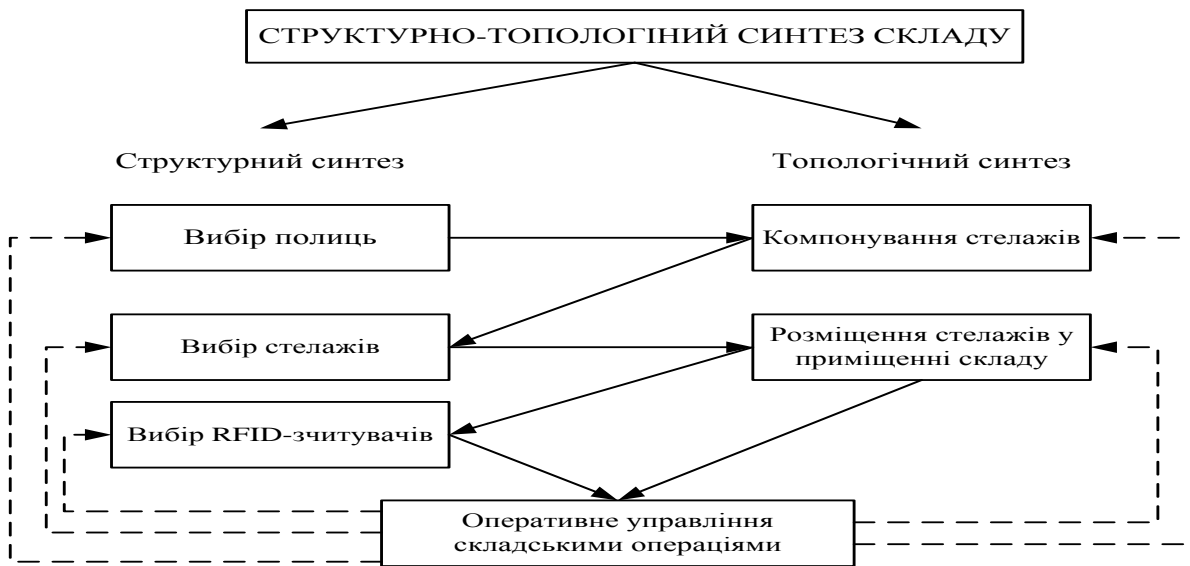 СТРУКТУРНО-ТОПОЛОГІНИЙ СИНТЕЗ СКЛАДУ
Структурний синтез
Топологічний синтез
Вибір полиць
Компонування стелажів
Вибір стелажів
Розміщення стелажів у
приміщенні складу
Вибір RFID-зчитувачів
Оперативне управління
складськими операціями